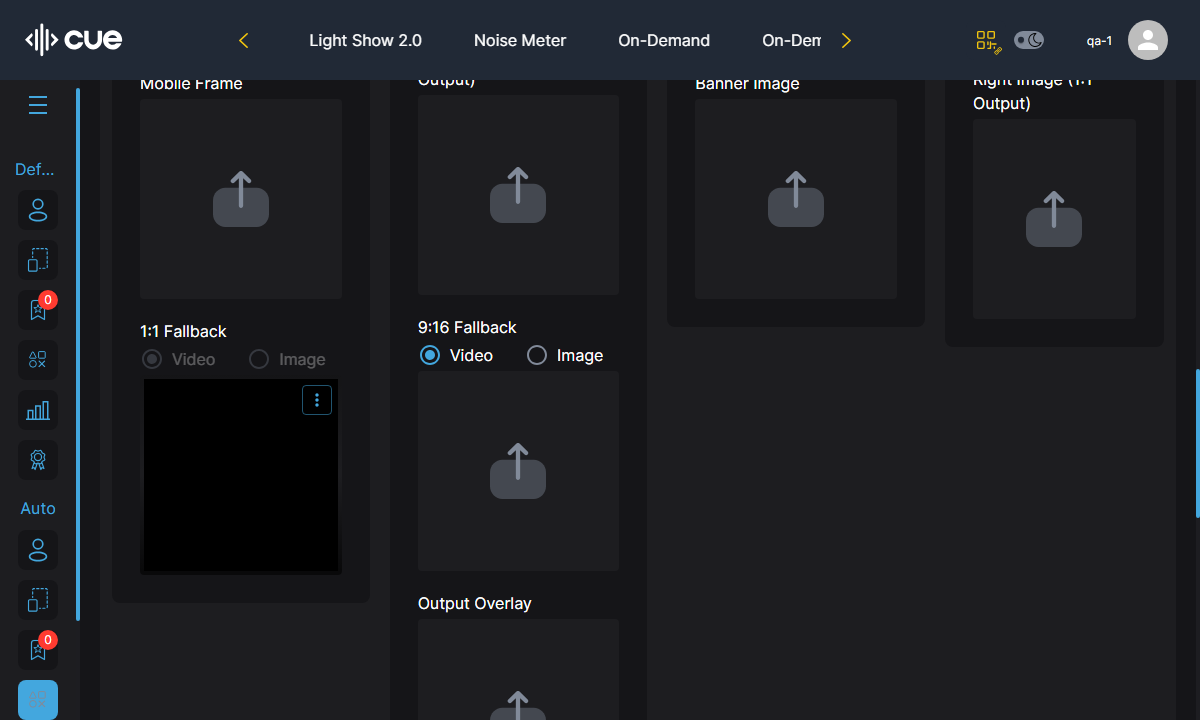 cue
Light Show 2.0
Noise Meter
On-Demand
On-Dem
qa-1
Def...
0
Auto
0
Mobile Frame
1:1 Fallback
Video
Image
Output)
9:16 Fallback
Video
Image
Output Overlay
Banner Image
Right Image (1:1
Output)